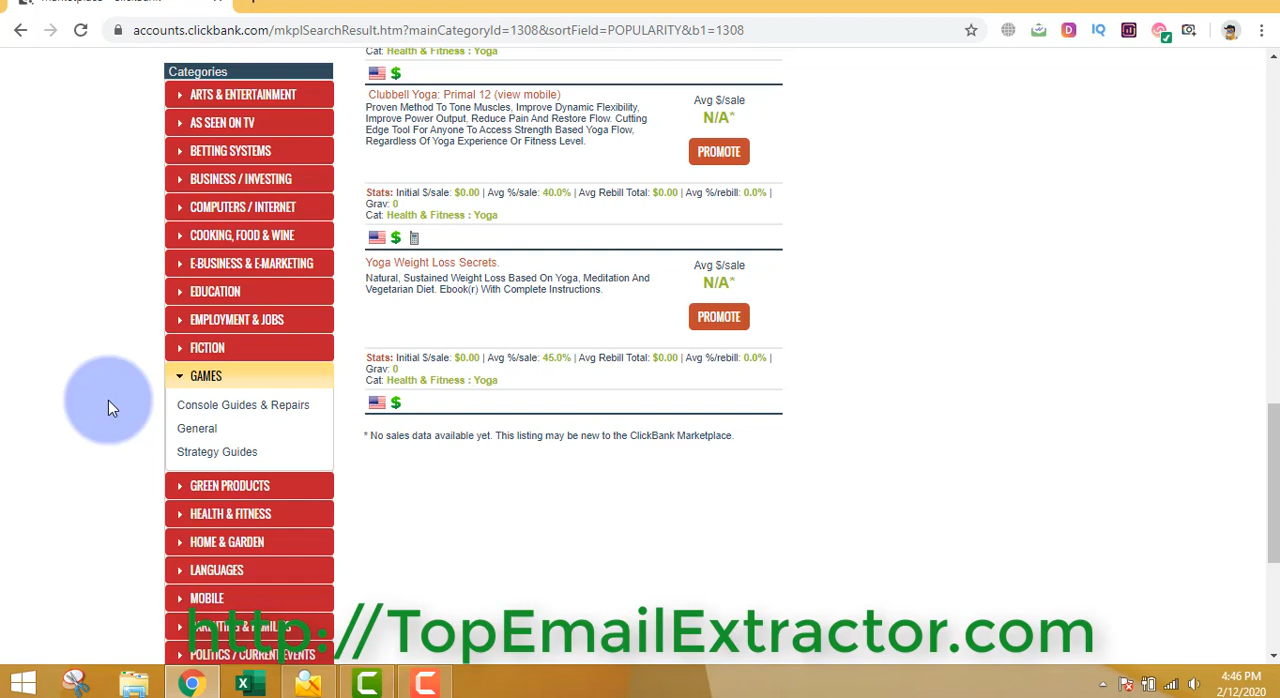 accounts.clickbank.com/mkplSearchResult.htm?mainCategoryId=1308&sortField=POPULARITY&b1=1308
Categories
ARTS & ENTERTAINMENT
AS SEEN ON TV
BETTING SYSTEMS
BUSINESS / INVESTING
COMPUTERS / INTERNET
COOKING, FOOD & WINE
E-BUSINESS & E-MARKETING
EDUCATION
EMPLOYMENT & JOBS
FICTION
GAMES
Console Guides & Repairs
General
Strategy Guides
GREEN PRODUCTS
HEALTH & FITNESS
HOME & GARDEN
LANGUAGES
MOBILE
PARENTING & FAMILIES
POLITICS / CURRENT EVENTS
Cat: Health & Fitness : Yoga
$
Clubbell Yoga: Primal 12 (view mobile)
Proven Method To Tone Muscles, Improve Dynamic Flexibility,
Improve Power Output, Reduce Pain And Restore Flow. Cutting
Edge Tool For Anyone To Access Strength Based Yoga Flow,
Regardless Of Yoga Experience Or Fitness Level.
Avg $/sale
N/A*
PROMOTE
Stats: Initial $/sale: $0.00 | Avg %/sale: 40.0% | Avg Rebill Total: $0.00 | Avg %/rebill: 0.0% |
Grav: 0
Cat: Health & Fitness : Yoga
$
Yoga Weight Loss Secrets.
Natural, Sustained Weight Loss Based On Yoga, Meditation And
Vegetarian Diet. Ebook(r) With Complete Instructions.
Avg $/sale
N/A*
PROMOTE
Stats: Initial $/sale: $0.00 | Avg %/sale: 45.0% | Avg Rebill Total: $0.00 | Avg %/rebill: 0.0% |
Grav: 0
Cat: Health & Fitness : Yoga
$
* No sales data available yet. This listing may be new to the ClickBank Marketplace.
http://TopEmailExtractor.com
4:46 PM
2/12/2020